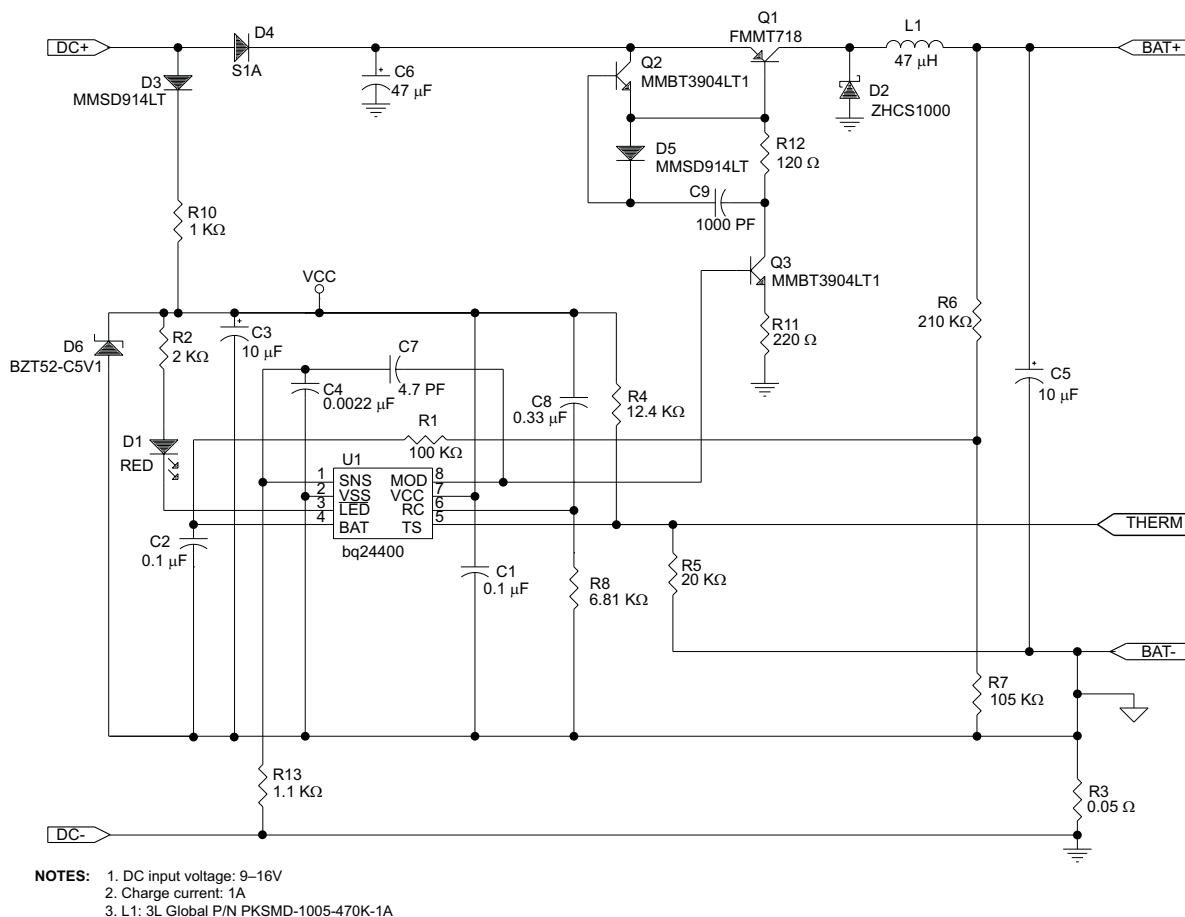 DC+
D4
S1A
D3
MMSD914LT
C6
+
47 μF
Q2
MMBT3904LT1
Q1
FMMT718
L1
47 μH
BAT+
D2
ZHCS1000
D5
MMSD914LT
R12
120 Ω
C9
1000 PF
R10
1 KΩ
Q3
MMBT3904LT1
VCC
R6
210 KΩ
R11
220 Ω
D6
BZT52-C5V1
R2
2 KΩ
+
C3
10 μF
C7
4.7 PF
C4
0.0022 μF
C8
0.33 μF
R4
12.4 KΩ
+
C5
10 μF
D1
RED
R1
100 KΩ
U1
1 SNS MOD 8
2 VSS VCC 7
3 LED RC 6
4 BAT TS 5
bq24400
THERM
C2
0.1 μF
C1
0.1 μF
R8
6.81 KΩ
R5
20 KΩ
BAT-
R7
105 KΩ
R13
1.1 KΩ
R3
0.05 Ω
DC-
NOTES: 1. DC input voltage: 9–16V
2. Charge current: 1A
3. L1: 3L Global P/N PKSMD-1005-470K-1A